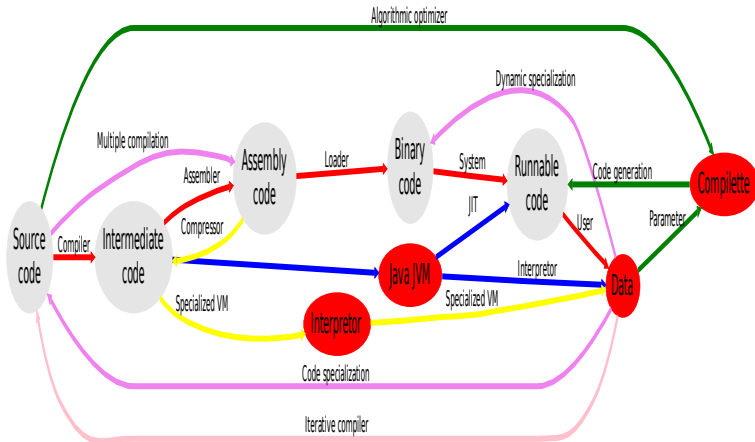 Algorithmic optimizer
Dynamic specialization
Multiple compilation
Assembly
code
Loader
Binary
code
System
Runnable
code
Code generation
Compilette
Assembler
Source
code
Compiler
Intermediate
code
Compressor
JIT
User
Parameter
Java JVM
Interpretor
Data
Specialized VM
Interpretor
Specialized VM
Code specialization
Iterative compiler